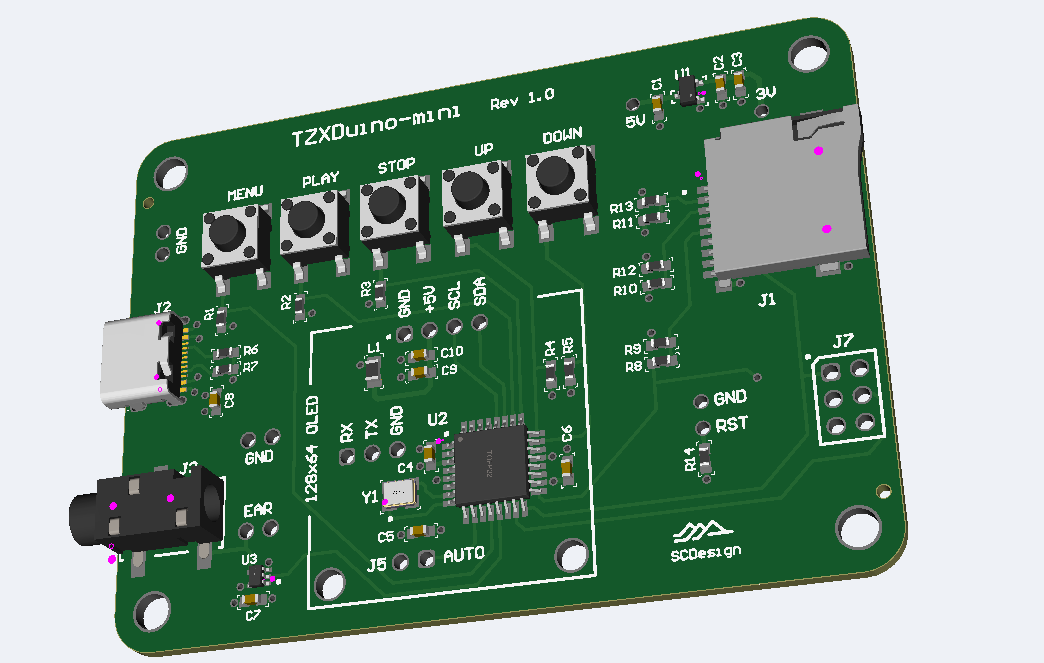 TZXDuino-mini Rev 1.0
C1 U1 C2 C3
5V 3V
MENU PLAY STOP UP DOWN
GND
R13
R11
R12
R10
J1
J2
R1 R2 R3
GND +5V SCL SDA
R6
R7
C8
L1
C10
C9
R4 R5
R9
R8
J7
128x64 OLED
RX TX GND
U2
C4
C6
Y1
C5
GND
RST
R14
GND
EAR
U3
C7
J5 AUTO
SCDesign